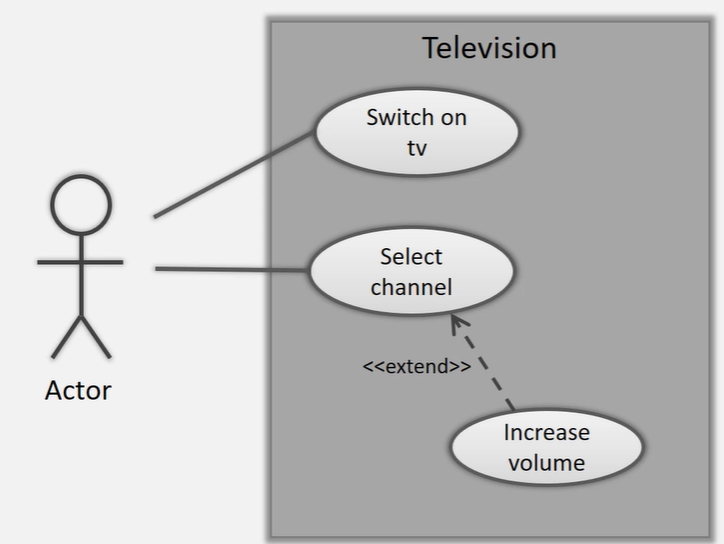 Television
Switch on
tv
Select
channel
<<extend>>
Actor
Increase
volume